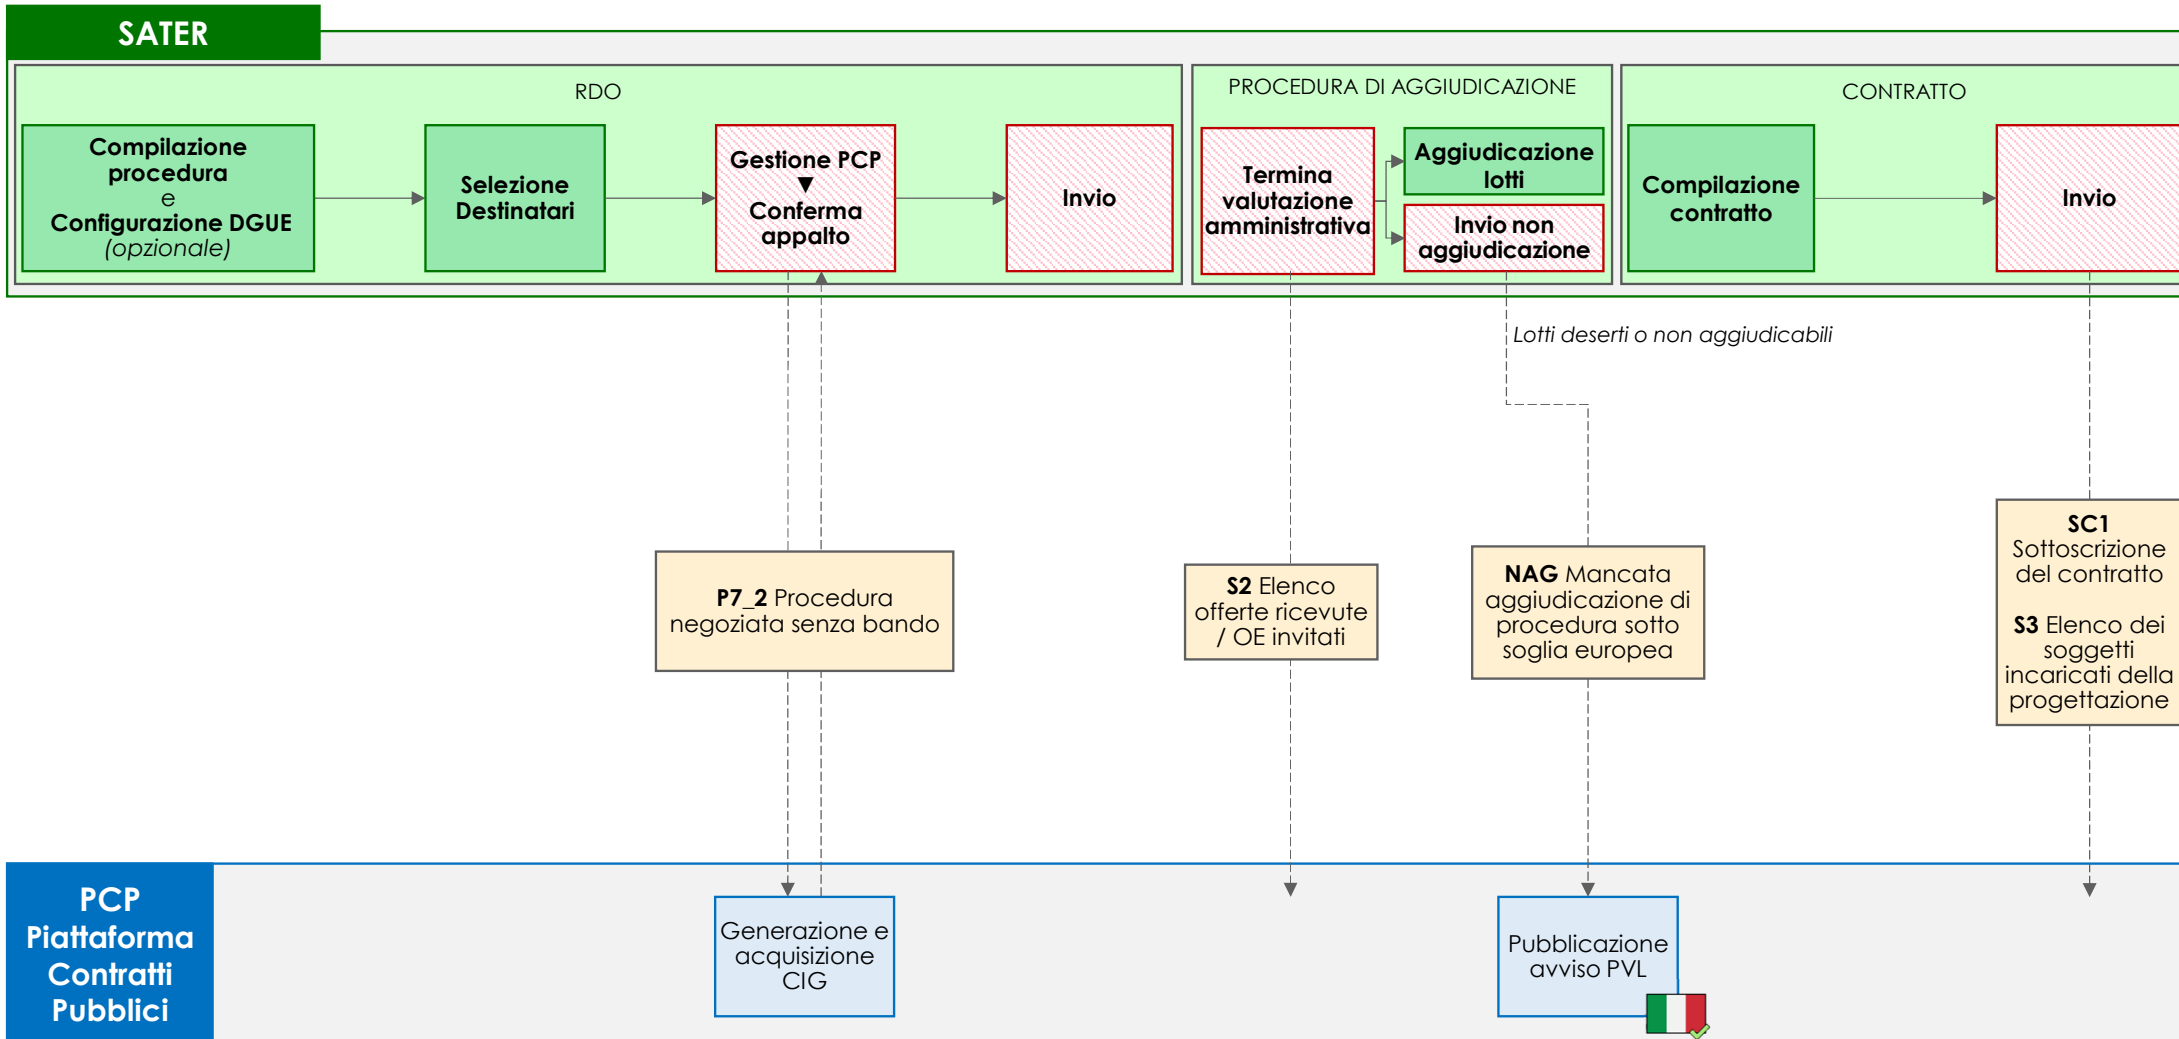 SATER
RDO
Compilazione
procedura
e
Configurazione DGUE
(opzionale)
Selezione
Destinatari
Gestione PCP
▼
Conferma
appalto
Invio
PROCEDURA DI AGGIUDICAZIONE
Termina
valutazione
amministrativa
Aggiudicazione
lotti
Invio non
aggiudicazione
CONTRATTO
Compilazione
contratto
Invio
Lotti deserti o non aggiudicabili
P7_2 Procedura
negoziata senza bando
S2 Elenco
offerte ricevute
/ OE invitati
NAG Mancata
aggiudicazione di
procedura sotto
soglia europea
SC1
Sottoscrizione
del contratto
S3 Elenco dei
soggetti
incaricati della
progettazione
PCP
Piattaforma
Contratti
Pubblici
Generazione e
acquisizione
CIG
Pubblicazione
avviso PVL